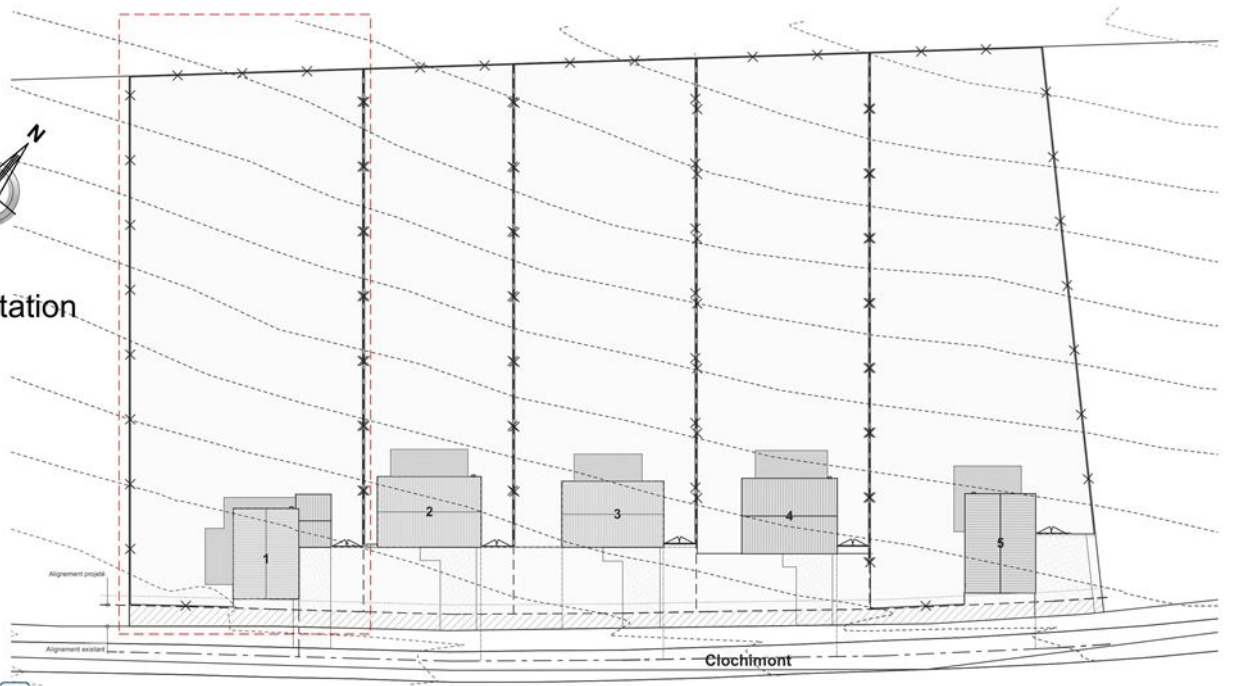 N
tation
1
2
3
4
5
Alignement projeté
Alignement existant
Clochimont